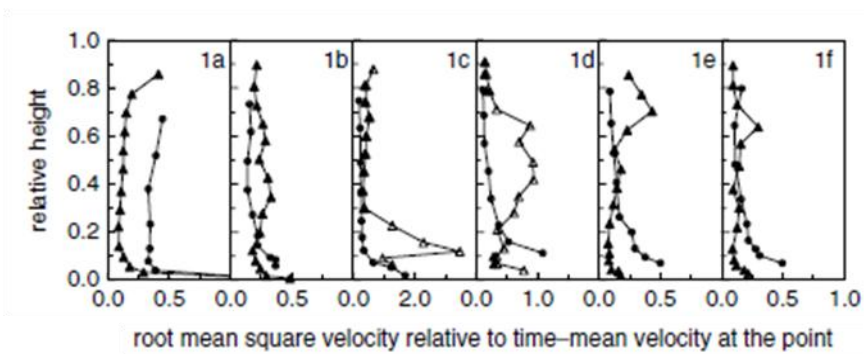 1.0 1a 1b 1c 1d 1e 1f
0.8
0.6
relative height
0.4
0.2
0.0
0.0 0.5 0.0 0.5 0.0 2.0 0.0 1.0 0.0 0.5 0.0 0.5 1.0
root mean square velocity relative to time–mean velocity at the point